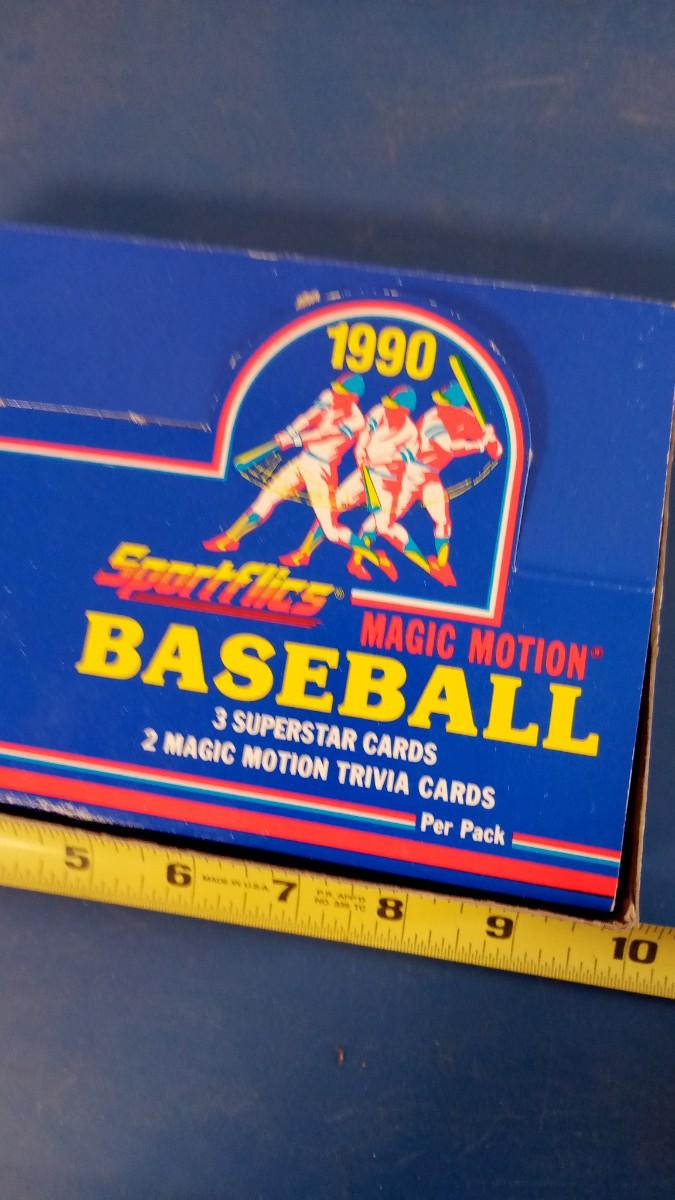 1990
Sportflics®
MAGIC MOTION®
BASEBALL
3 SUPERSTAR CARDS
2 MAGIC MOTION TRIVIA CARDS
Per Pack
5 6 MADE IN U.S.A. 7 8 9 10